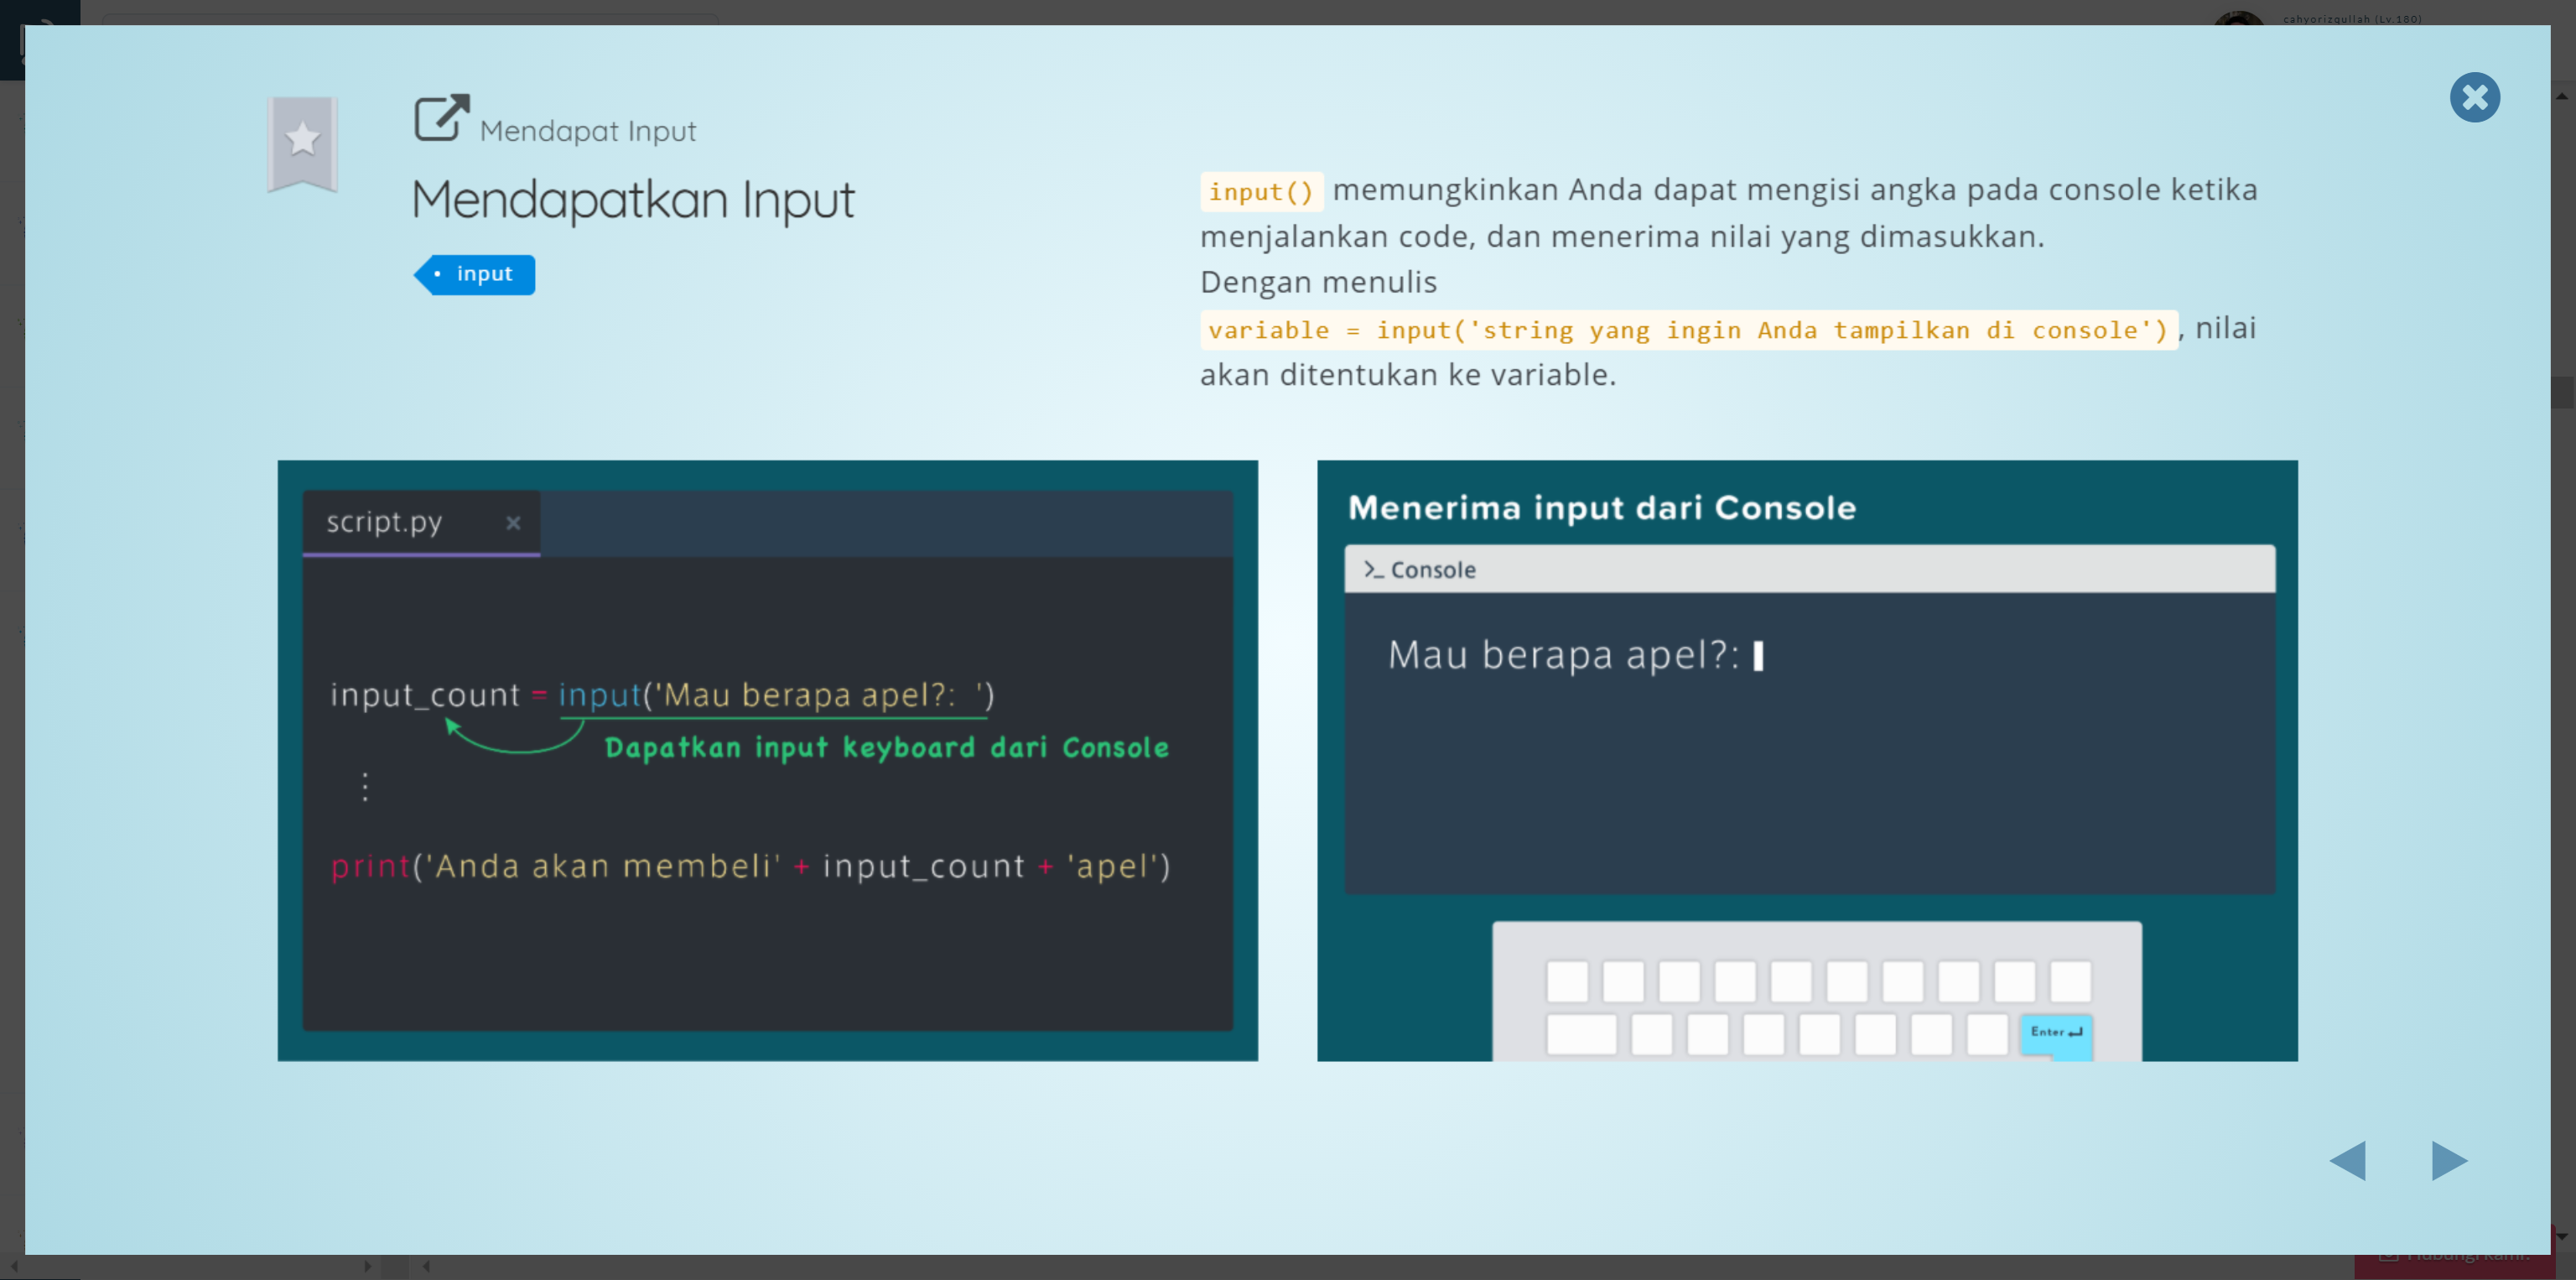 cahyorizqullah (Lv.180)
Mendapat Input
Mendapatkan Input
input
input() memungkinkan Anda dapat mengisi angka pada console ketika
menjalankan code, dan menerima nilai yang dimasukkan.
Dengan menulis
variable = input('string yang ingin Anda tampilkan di console'), nilai
akan ditentukan ke variable.
script.py ×
input_count = input('Mau berapa apel?: ')
Dapatkan input keyboard dari Console
⋮
print('Anda akan membeli' + input_count + 'apel')
Menerima input dari Console
>_ Console
Mau berapa apel?:
Enter
Hubungi kami.